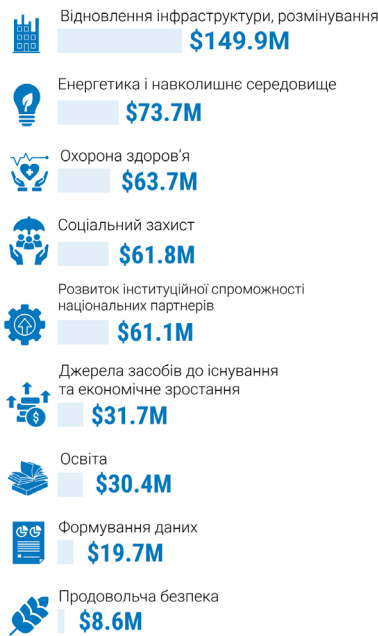 Відновлення інфраструктури, розмінування
$149.9M
Енергетика і навколишнє середовище
$73.7M
Охорона здоров’я
$63.7M
Соціальний захист
$61.8M
Розвиток інституційної спроможності
національних партнерів
$61.1M
Джерела засобів до існування
та економічне зростання
$31.7M
Освіта
$30.4M
Формування даних
$19.7M
Продовольча безпека
$8.6M